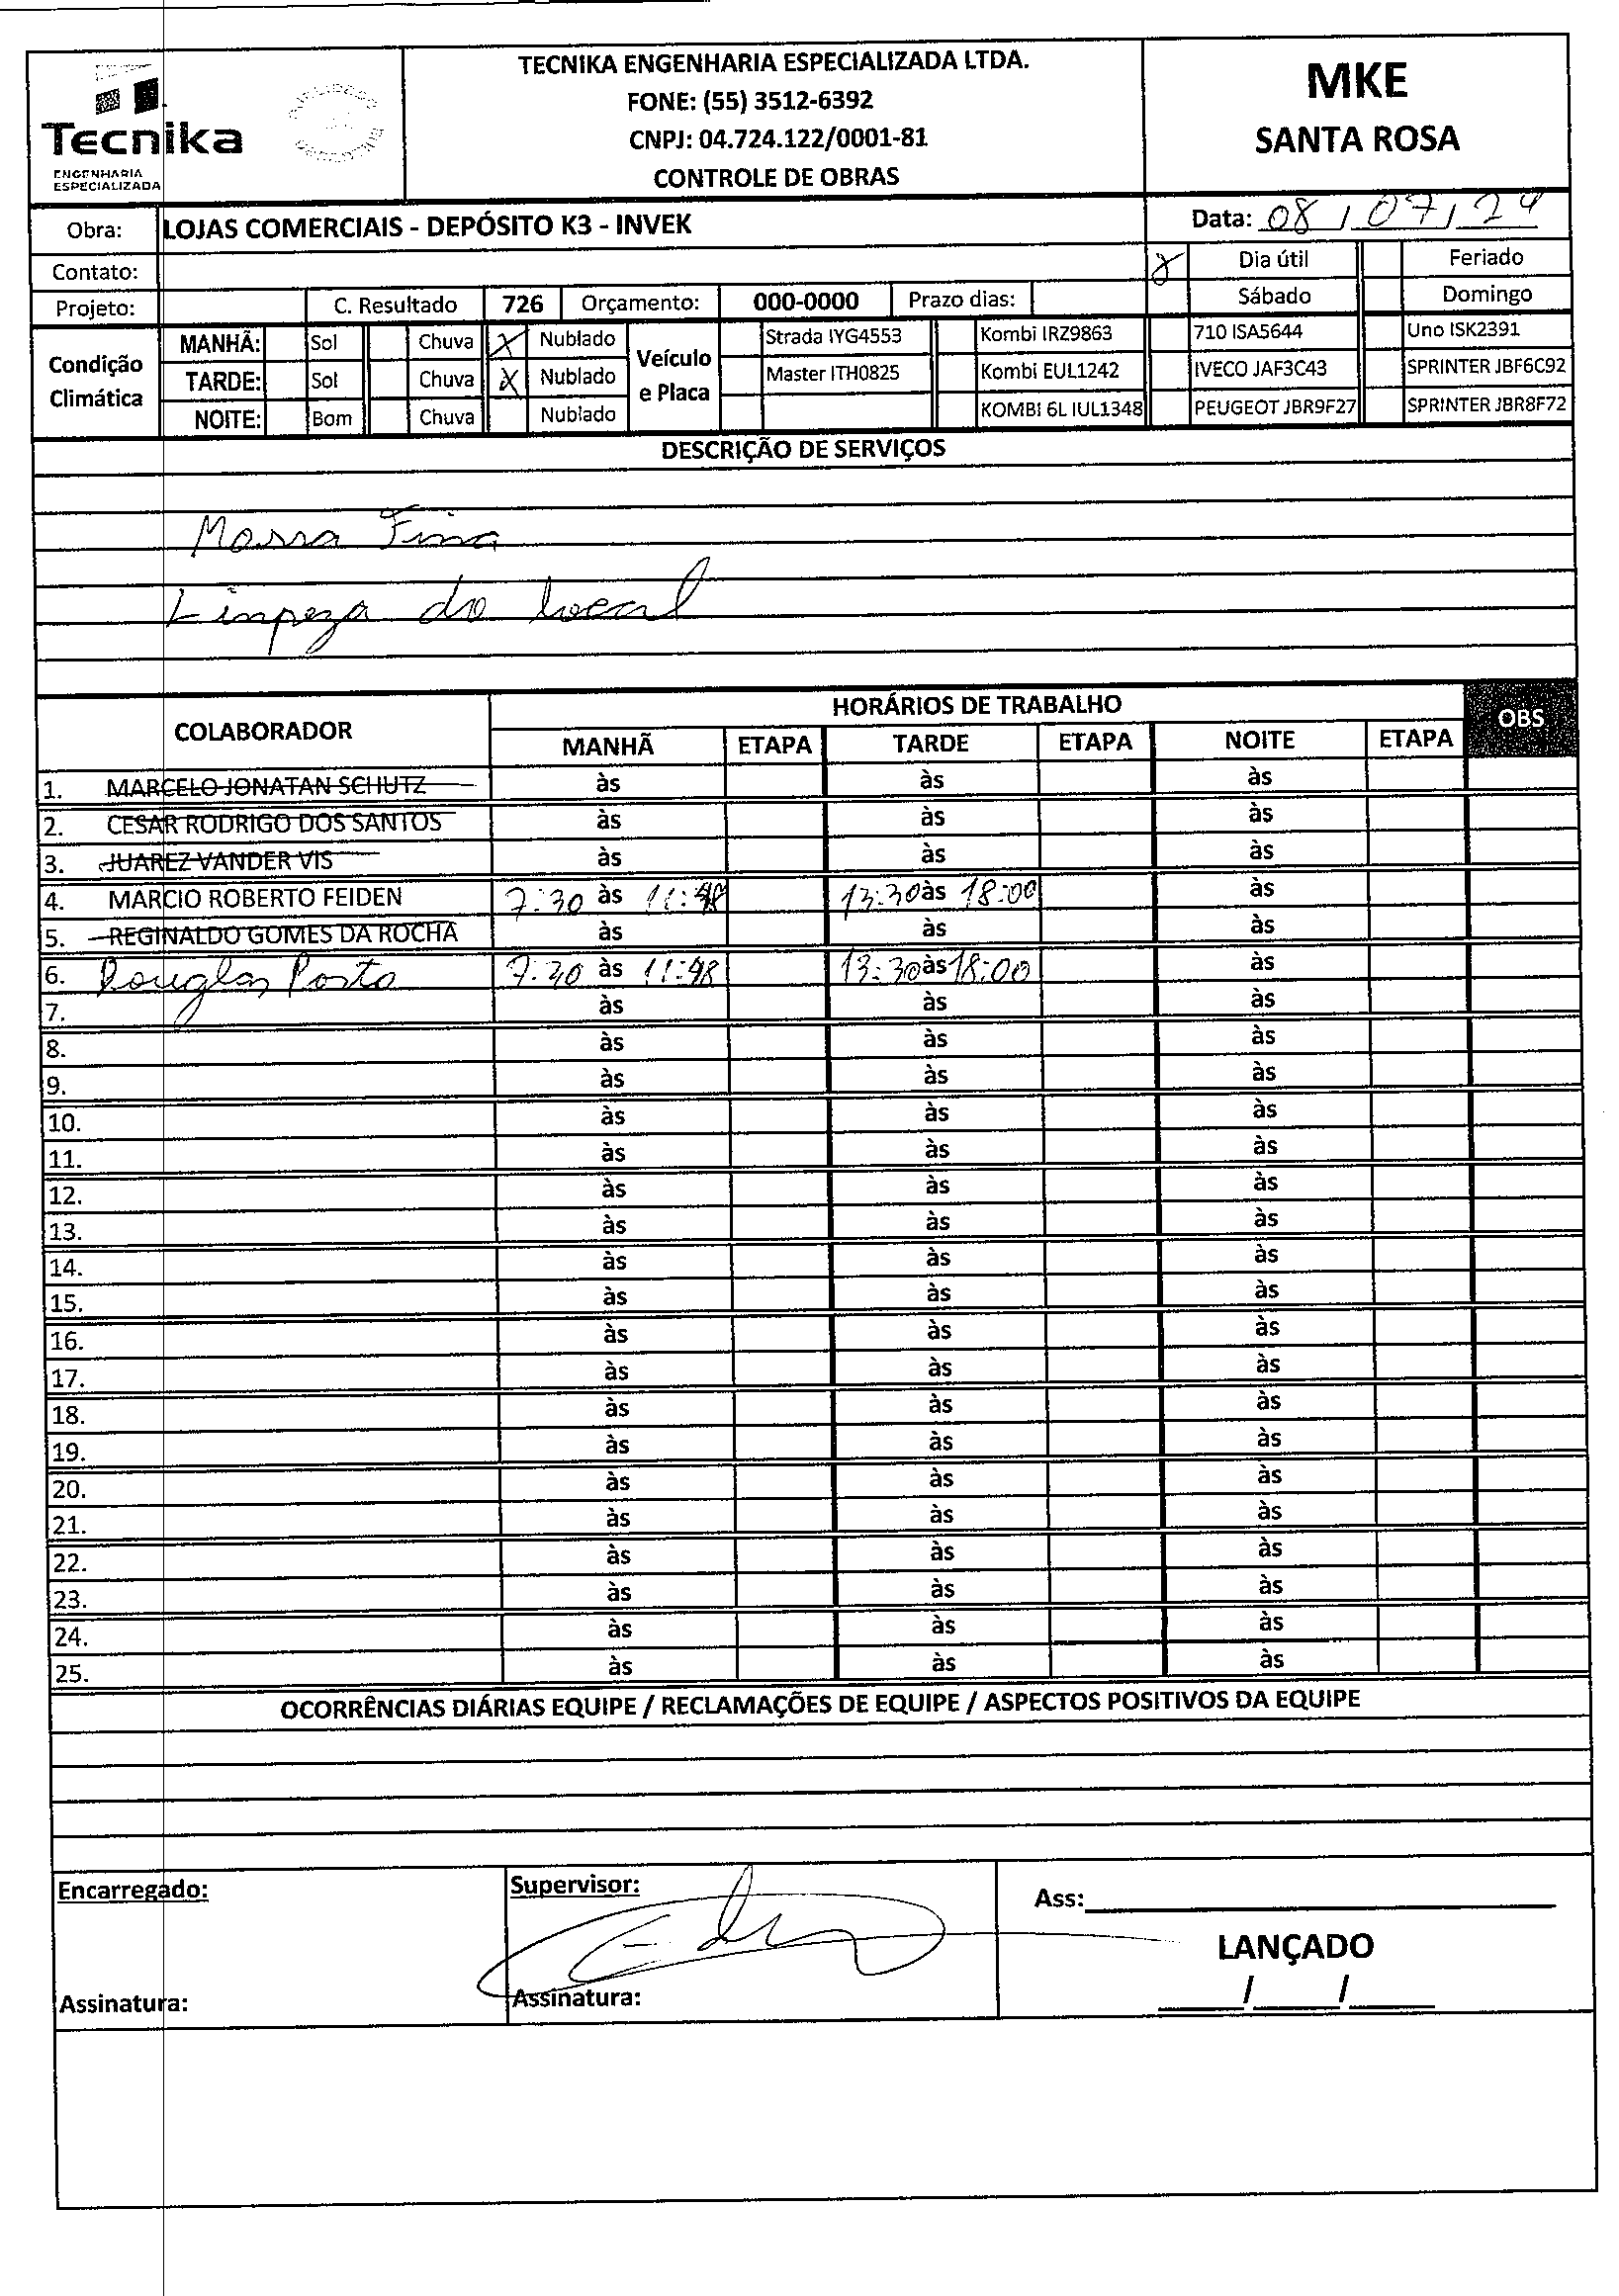 Tecnika
ENGENHARIA
ESPECIALIZADA
TECNIKA ENGENHARIA ESPECIALIZADA LTDA.
FONE: (55) 3512-6392
CNPJ: 04.724.122/0001-81
CONTROLE DE OBRAS
MKE
SANTA ROSA
Obra: LOJAS COMERCIAIS - DEPÓSITO K3 - INVEK Data: 08/07/24
Contato: X Dia útil Feriado
Projeto: C. Resultado 726 Orçamento: 000-0000 Prazo dias: Sábado Domingo
Condição Climática
MANHÃ: Sol Chuva X Nublado
TARDE: Sol Chuva X Nublado
NOITE: Bom Chuva Nublado
Veículo e Placa
Strada IYG4553 Kombi IRZ9863 710 ISA5644 Uno ISK2391
Master ITH0825 Kombi EUL1242 IVECO JAF3C43 SPRINTER JBF6C92
KOMBI 6L IUL1348 PEUGEOT JBR9F27 SPRINTER JBR8F72
DESCRIÇÃO DE SERVIÇOS
Massa Fina
Limpeza do local
COLABORADOR HORÁRIOS DE TRABALHO OBS
MANHÃ ETAPA TARDE ETAPA NOITE ETAPA
1. MARCELO JONATAN SCHUTZ às às às
2. CESAR RODRIGO DOS SANTOS às às às
3. JUAREZ VANDER VIS às às às
4. MARCIO ROBERTO FEIDEN 7:30 às 11:48 13:30 às 18:00 às
5. REGINALDO GOMES DA ROCHA às às às
6. Douglas Porto 7:30 às 11:48 13:30 às 18:00 às
7. às às às
8. às às às
9. às às às
10. às às às
11. às às às
12. às às às
13. às às às
14. às às às
15. às às às
16. às às às
17. às às às
18. às às às
19. às às às
20. às às às
21. às às às
22. às às às
23. às às às
24. às às às
25. às às às
OCORRÊNCIAS DIÁRIAS EQUIPE / RECLAMAÇÕES DE EQUIPE / ASPECTOS POSITIVOS DA EQUIPE
Encarregado: Supervisor: Ass:
LANÇADO
Assinatura: Assinatura: / /